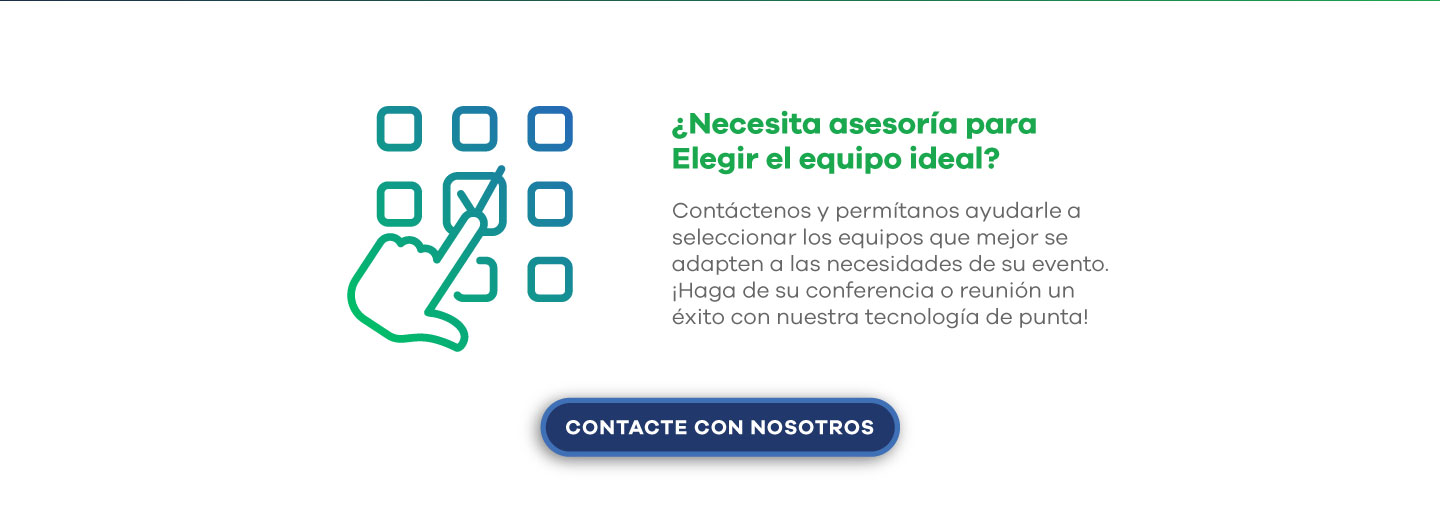 ¿Necesita asesoría para
Elegir el equipo ideal?
Contáctenos y permítanos ayudarle a
seleccionar los equipos que mejor se
adapten a las necesidades de su evento.
¡Haga de su conferencia o reunión un
éxito con nuestra tecnología de punta!
CONTACTE CON NOSOTROS